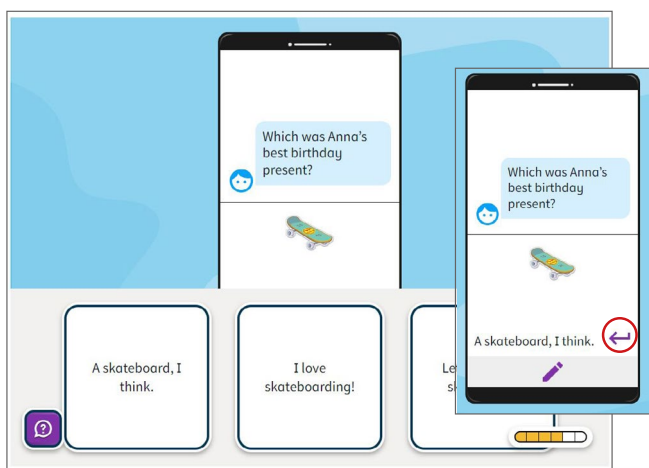 Which was Anna's
best birthday
present?
A skateboard, I
think.
I love
skateboarding!
Which was Anna's
best birthday
present?
A skateboard, I think.